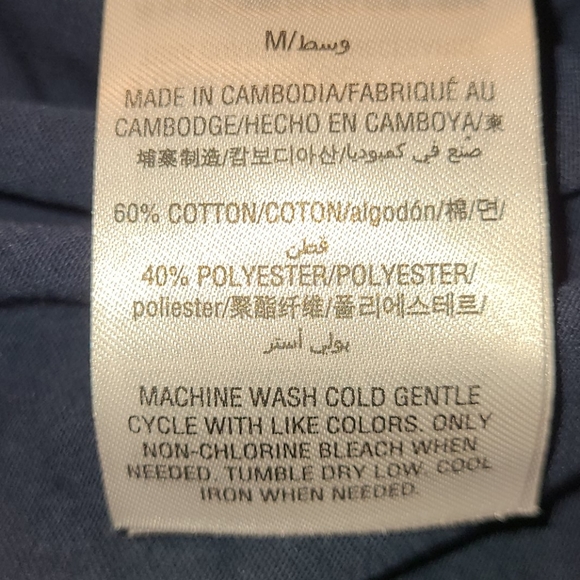 M/وسط
MADE IN CAMBODIA/FABRIQUÉ AU
CAMBODGE/HECHO EN CAMBOYA/柬
埔寨制造/캄보디아산/صنع في كمبوديا
60% COTTON/COTON/algodón/棉/면/
قطن
40% POLYESTER/POLYESTER/
poliester/聚酯纤维/폴리에스테르/
بولي أستر
MACHINE WASH COLD GENTLE
CYCLE WITH LIKE COLORS. ONLY
NON-CHLORINE BLEACH WHEN
NEEDED. TUMBLE DRY LOW. COOL
IRON WHEN NEEDED.